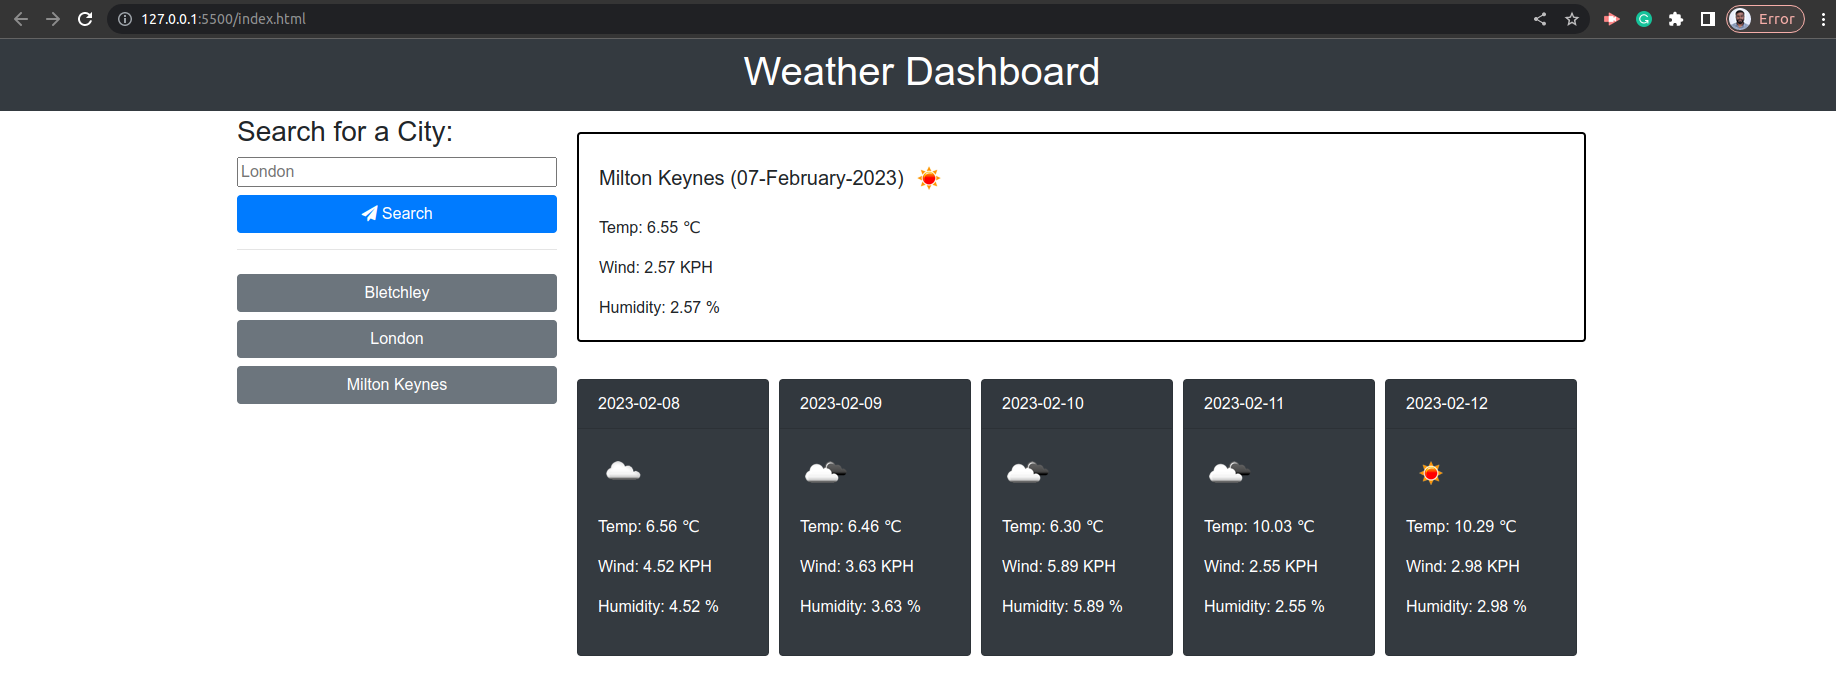 127.0.0.1:5500/index.html
Error
Weather Dashboard
Search for a City:
London
Search
Bletchley
London
Milton Keynes
Milton Keynes (07-February-2023)
Temp: 6.55 °C
Wind: 2.57 KPH
Humidity: 2.57 %
2023-02-08
Temp: 6.56 °C
Wind: 4.52 KPH
Humidity: 4.52 %
2023-02-09
Temp: 6.46 °C
Wind: 3.63 KPH
Humidity: 3.63 %
2023-02-10
Temp: 6.30 °C
Wind: 5.89 KPH
Humidity: 5.89 %
2023-02-11
Temp: 10.03 °C
Wind: 2.55 KPH
Humidity: 2.55 %
2023-02-12
Temp: 10.29 °C
Wind: 2.98 KPH
Humidity: 2.98 %